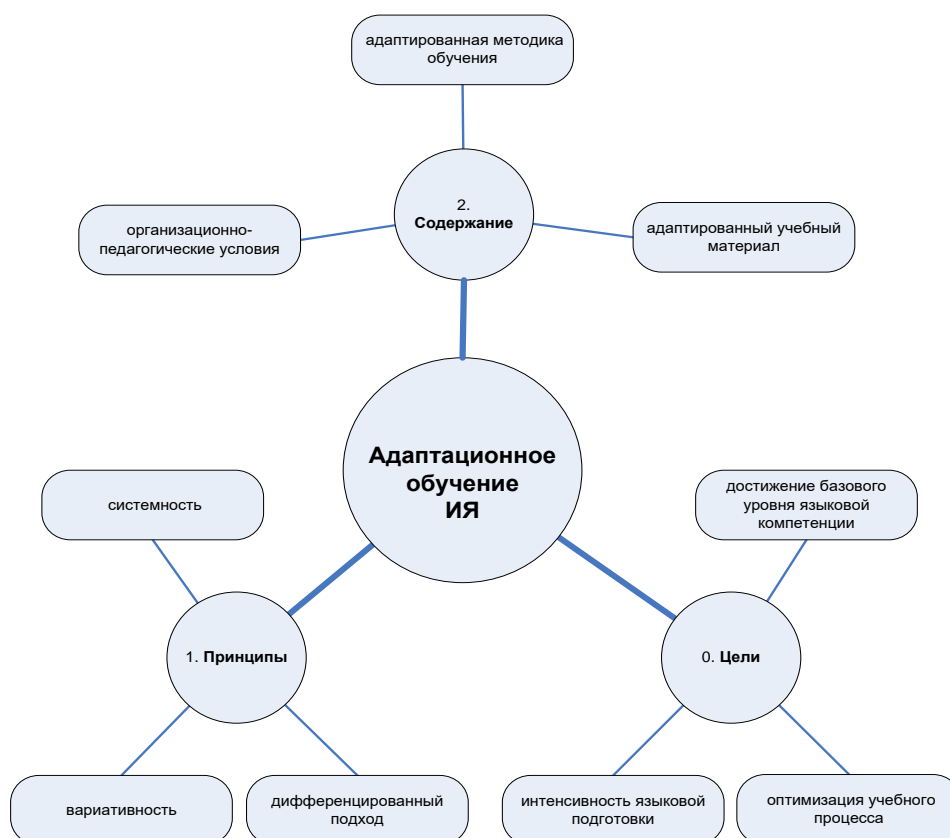 адаптированная методика
обучения
2.
Содержание
организационно-
педагогические условия
адаптированный учебный
материал
Адаптационное
обучение
ИЯ
системность
достижение базового
уровня языковой
компетенции
1. Принципы
0. Цели
вариативность
дифференцированный
подход
интенсивность языковой
подготовки
оптимизация учебного
процесса